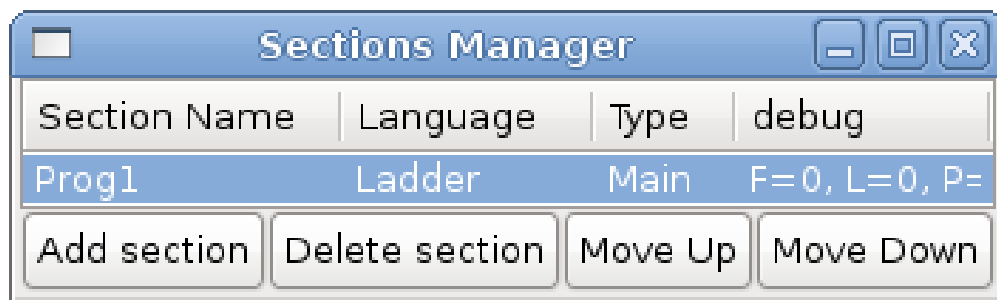 Sections Manager
Section Name Language Type debug
Prog1 Ladder Main F=0, L=0, P=
Add section Delete section Move Up Move Down